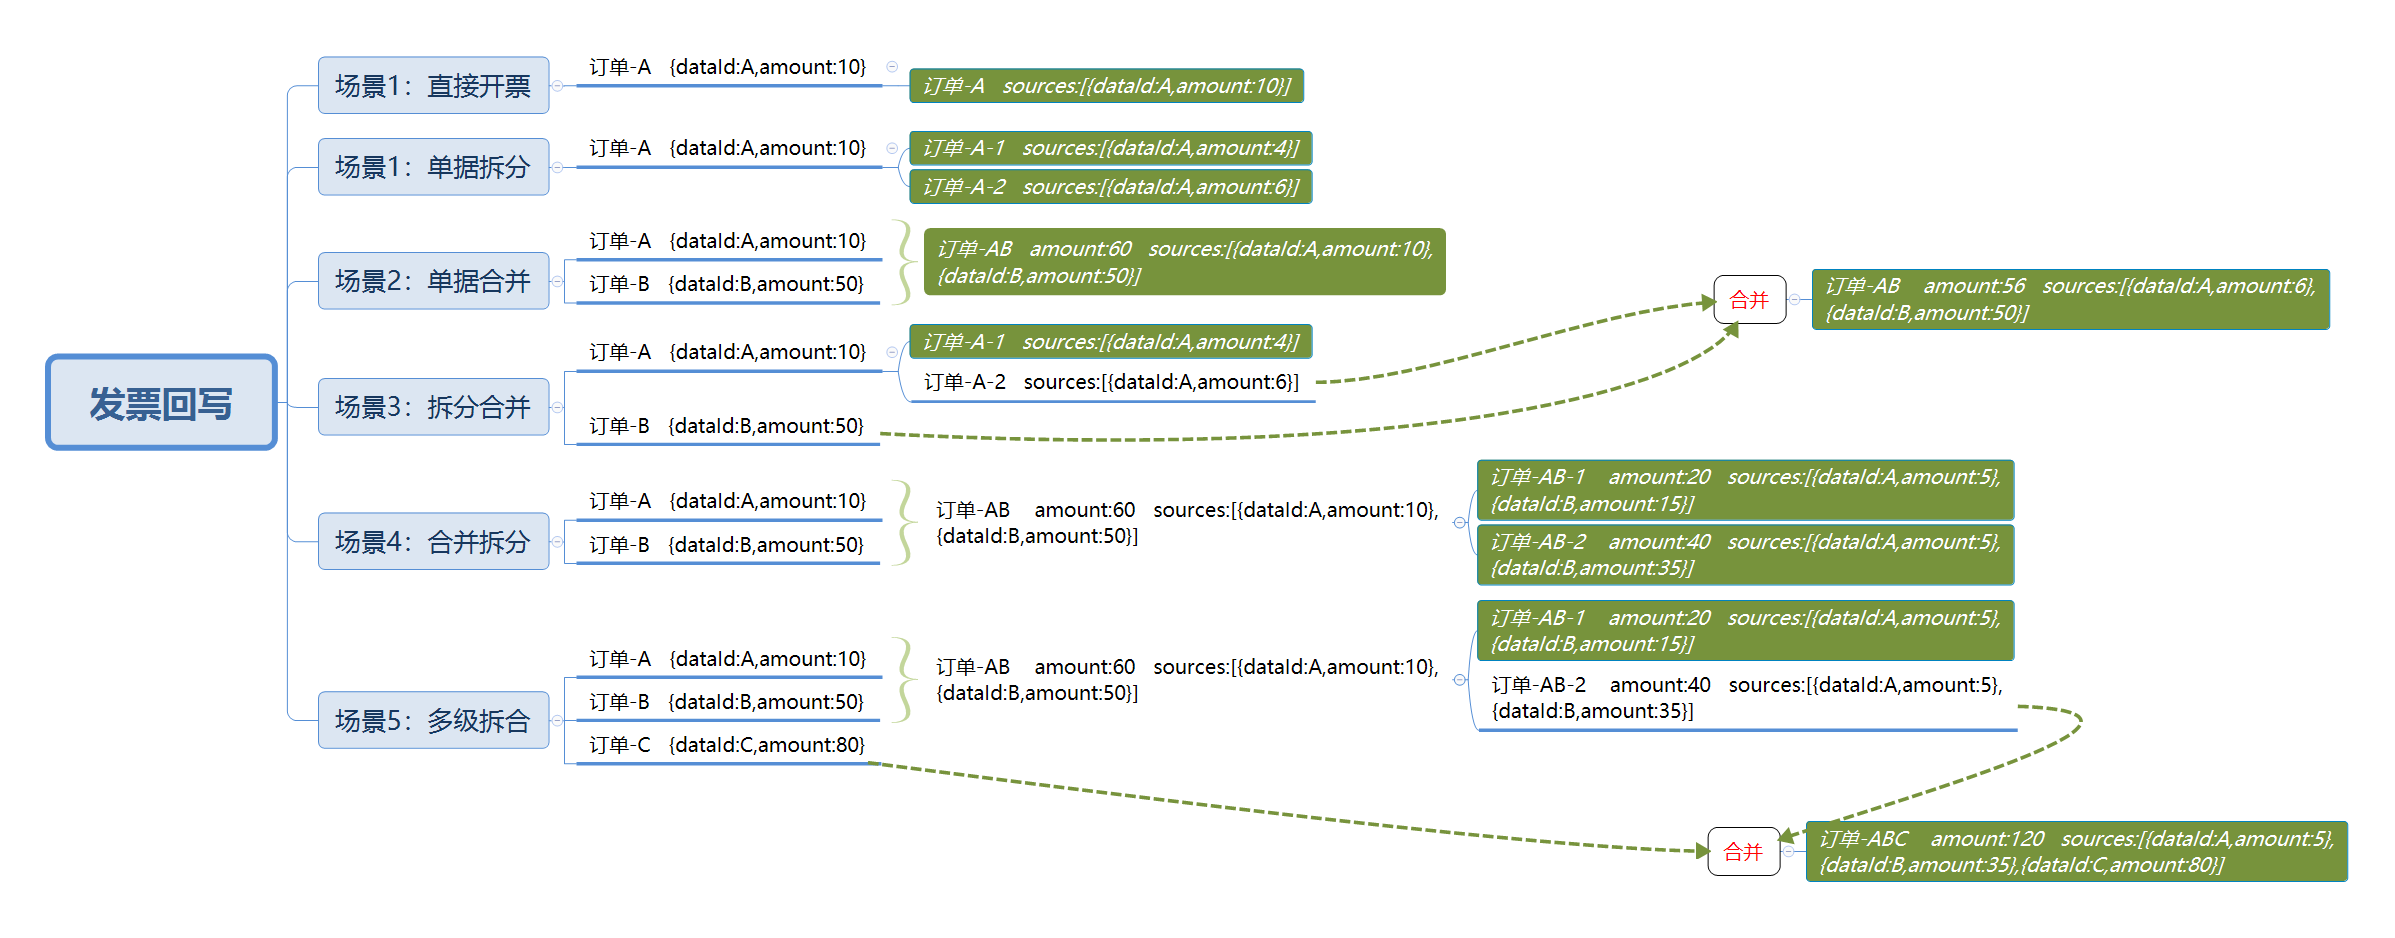 发票回写
场景1：直接开票
订单-A {dataId:A,amount:10}
订单-A sources:[{dataId:A,amount:10}]
场景1：单据拆分
订单-A {dataId:A,amount:10}
订单-A-1 sources:[{dataId:A,amount:4}]
订单-A-2 sources:[{dataId:A,amount:6}]
场景2：单据合并
订单-A {dataId:A,amount:10}
订单-B {dataId:B,amount:50}
订单-AB amount:60 sources:[{dataId:A,amount:10},
{dataId:B,amount:50}]
场景3：拆分合并
订单-A {dataId:A,amount:10}
订单-A-1 sources:[{dataId:A,amount:4}]
订单-A-2 sources:[{dataId:A,amount:6}]
订单-B {dataId:B,amount:50}
合并
订单-AB amount:56 sources:[{dataId:A,amount:6},
{dataId:B,amount:50}]
场景4：合并拆分
订单-A {dataId:A,amount:10}
订单-B {dataId:B,amount:50}
订单-AB amount:60 sources:[{dataId:A,amount:10},
{dataId:B,amount:50}]
订单-AB-1 amount:20 sources:[{dataId:A,amount:5},
{dataId:B,amount:15}]
订单-AB-2 amount:40 sources:[{dataId:A,amount:5},
{dataId:B,amount:35}]
场景5：多级拆合
订单-A {dataId:A,amount:10}
订单-B {dataId:B,amount:50}
订单-C {dataId:C,amount:80}
订单-AB amount:60 sources:[{dataId:A,amount:10},
{dataId:B,amount:50}]
订单-AB-1 amount:20 sources:[{dataId:A,amount:5},
{dataId:B,amount:15}]
订单-AB-2 amount:40 sources:[{dataId:A,amount:5},
{dataId:B,amount:35}]
合并
订单-ABC amount:120 sources:[{dataId:A,amount:5},
{dataId:B,amount:35},{dataId:C,amount:80}]